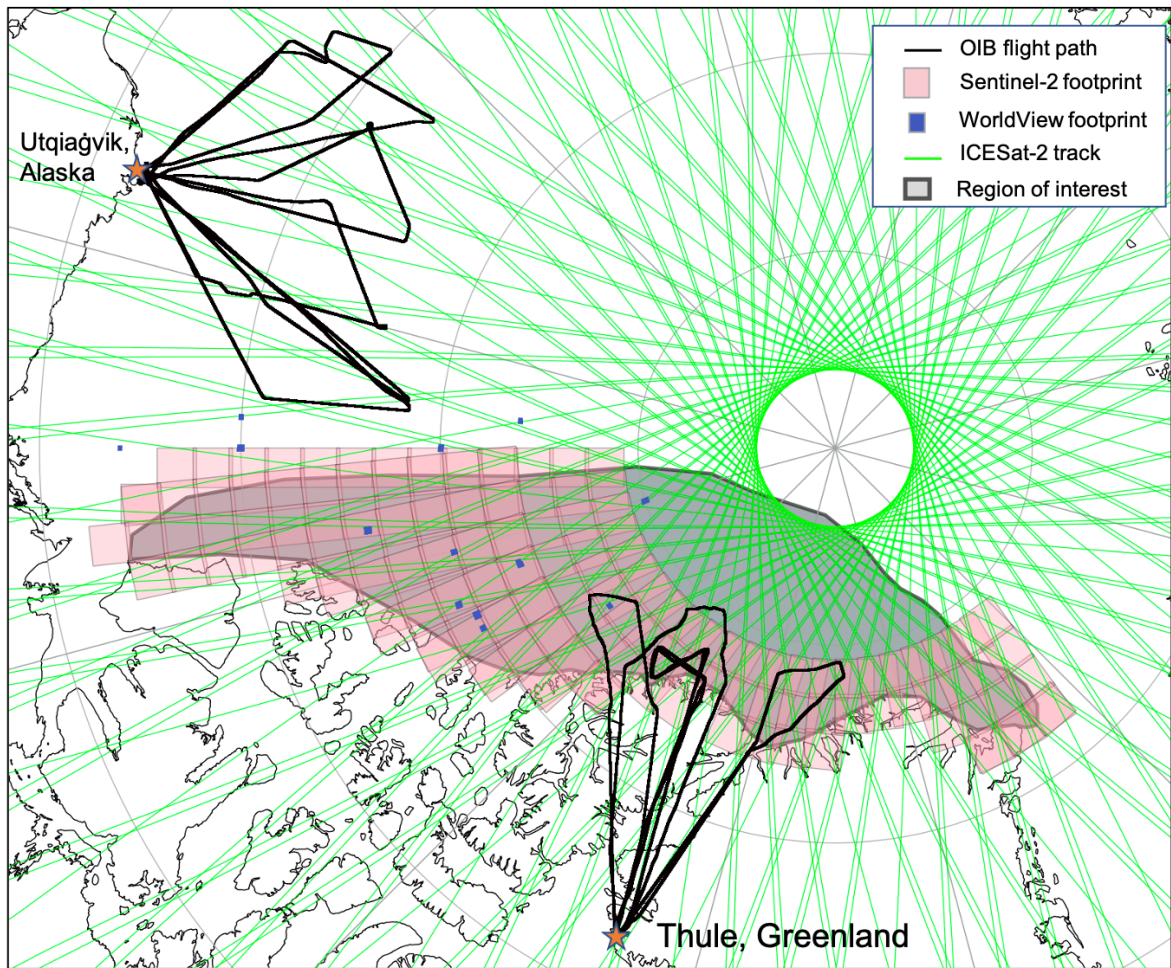 OIB flight path
Sentinel-2 footprint
WorldView footprint
ICESat-2 track
Region of interest
Utqiaġvik,
Alaska
Thule, Greenland